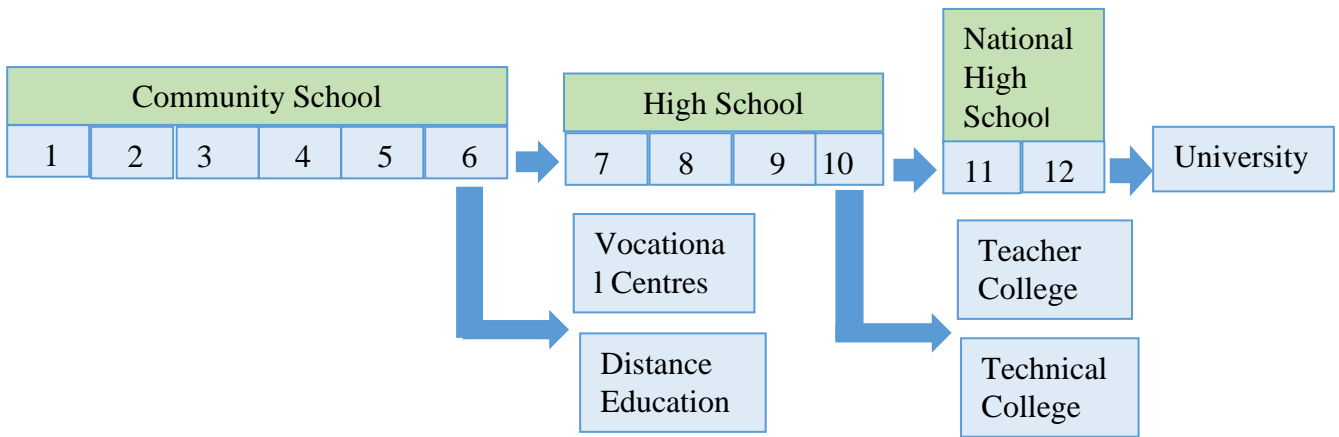 Community School
1 2 3 4 5 6
High School
7 8 9 10
National
High
School
11 12
University
Vocationa
l Centres
Distance
Education
Teacher
College
Technical
College